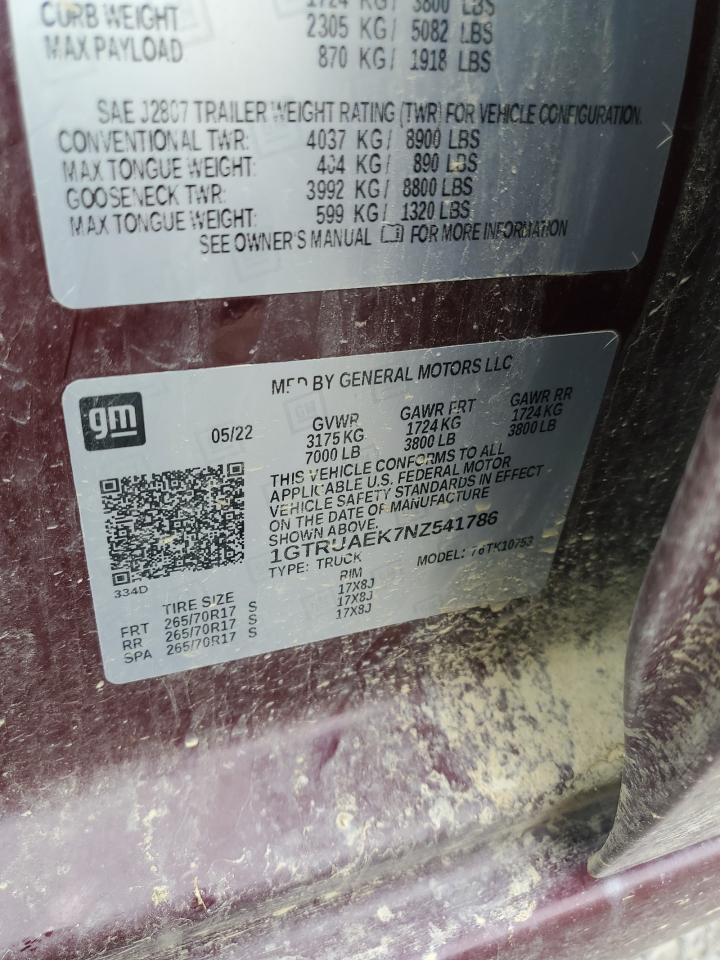 1724 KG/ 3800 LBS
CURB WEIGHT 2305 KG/ 5082 LBS
MAX PAYLOAD 870 KG/ 1918 LBS
SAE J2807 TRAILER WEIGHT RATING (TWR) FOR VEHICLE CONFIGURATION.
CONVENTIONAL TWR: 4037 KG/ 8900 LBS
MAX TONGUE WEIGHT: 404 KG/ 890 LBS
GOOSENECK TWR: 3992 KG/ 8800 LBS
MAX TONGUE WEIGHT: 599 KG/ 1320 LBS
SEE OWNER'S MANUAL FOR MORE INFORMATION
gm
MFD BY GENERAL MOTORS LLC
05/22 GVWR GAWR FRT GAWR RR
3175 KG 1724 KG 1724 KG
7000 LB 3800 LB 3800 LB
THIS VEHICLE CONFORMS TO ALL
APPLICABLE U.S. FEDERAL MOTOR
VEHICLE SAFETY STANDARDS IN EFFECT
ON THE DATE OF MANUFACTURE
SHOWN ABOVE.
1GTRUAEK7NZ541786
TYPE: TRUCK MODEL: T6TK10753
334D
TIRE SIZE RIM
FRT 265/70R17 S 17X8J
RR 265/70R17 S 17X8J
SPA 265/70R17 S 17X8J